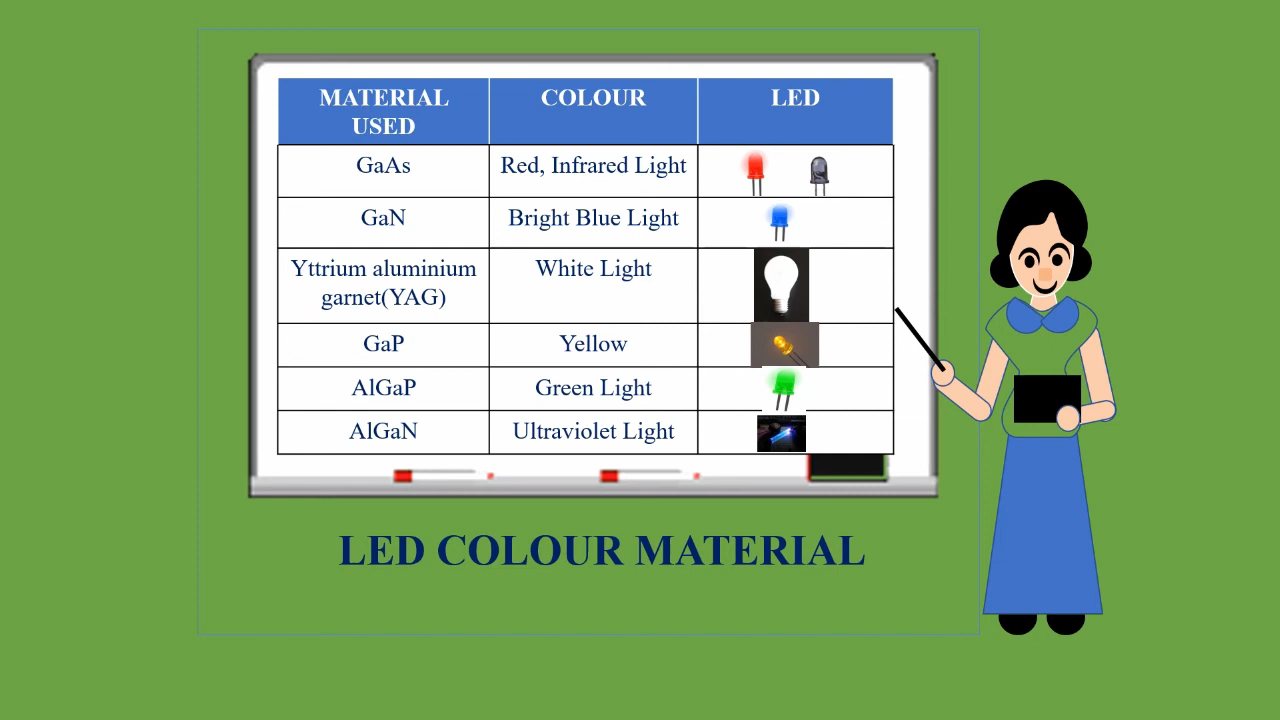 MATERIAL USED COLOUR LED
GaAs Red, Infrared Light
GaN Bright Blue Light
Yttrium aluminium garnet(YAG) White Light
GaP Yellow
AlGaP Green Light
AlGaN Ultraviolet Light
LED COLOUR MATERIAL